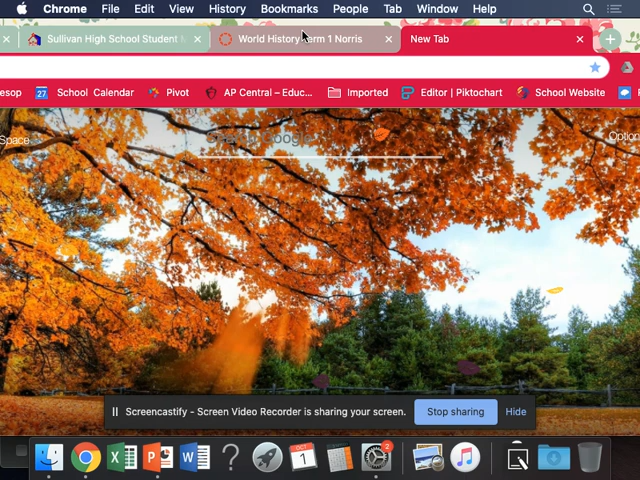 Chrome File Edit View History Bookmarks People Tab Window Help
Sullivan High School Student
World History Term 1 Norris
New Tab
esop
27
School Calendar
Pivot
AP Central – Educ...
Imported
Editor | Piktochart
School Website
Space
Option
Screencastify - Screen Video Recorder is sharing your screen.
Stop sharing
Hide
OCT
1
2